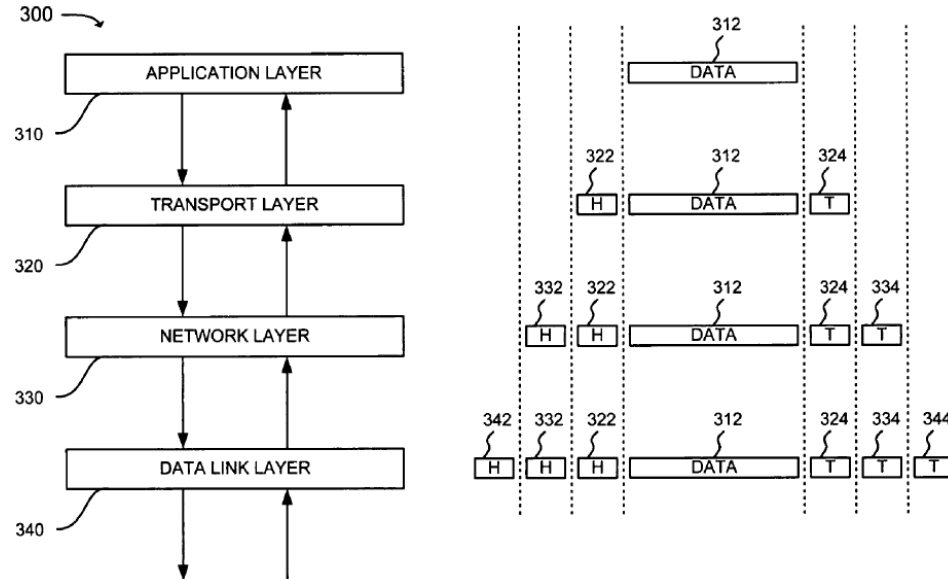 300
APPLICATION LAYER
310
TRANSPORT LAYER
320
NETWORK LAYER
330
DATA LINK LAYER
340
312
DATA
322 312 324
H DATA T
332 322 312 324 334
H H DATA T T
342 332 322 312 324 334 344
H H H DATA T T T